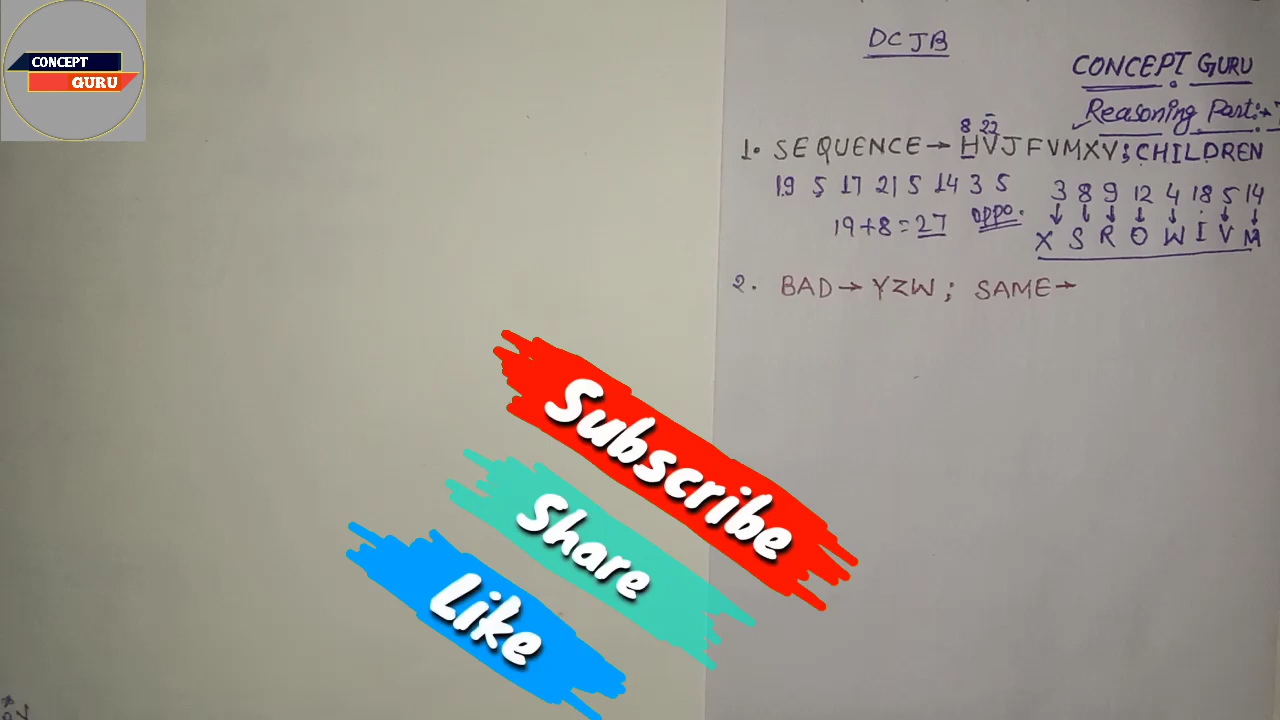 CONCEPT
GURU
DCJB
CONCEPT GURU
Reasoning Part:→
8 22
1. SEQUENCE → HVJFVMXV; CHILDREN
19 5 17 21 5 14 3 5
3 8 9 12 4 18 5 14
19+8=27 oppo.
X S R O W I V M
2. BAD → YZW; SAME →
Subscribe
Share
Like